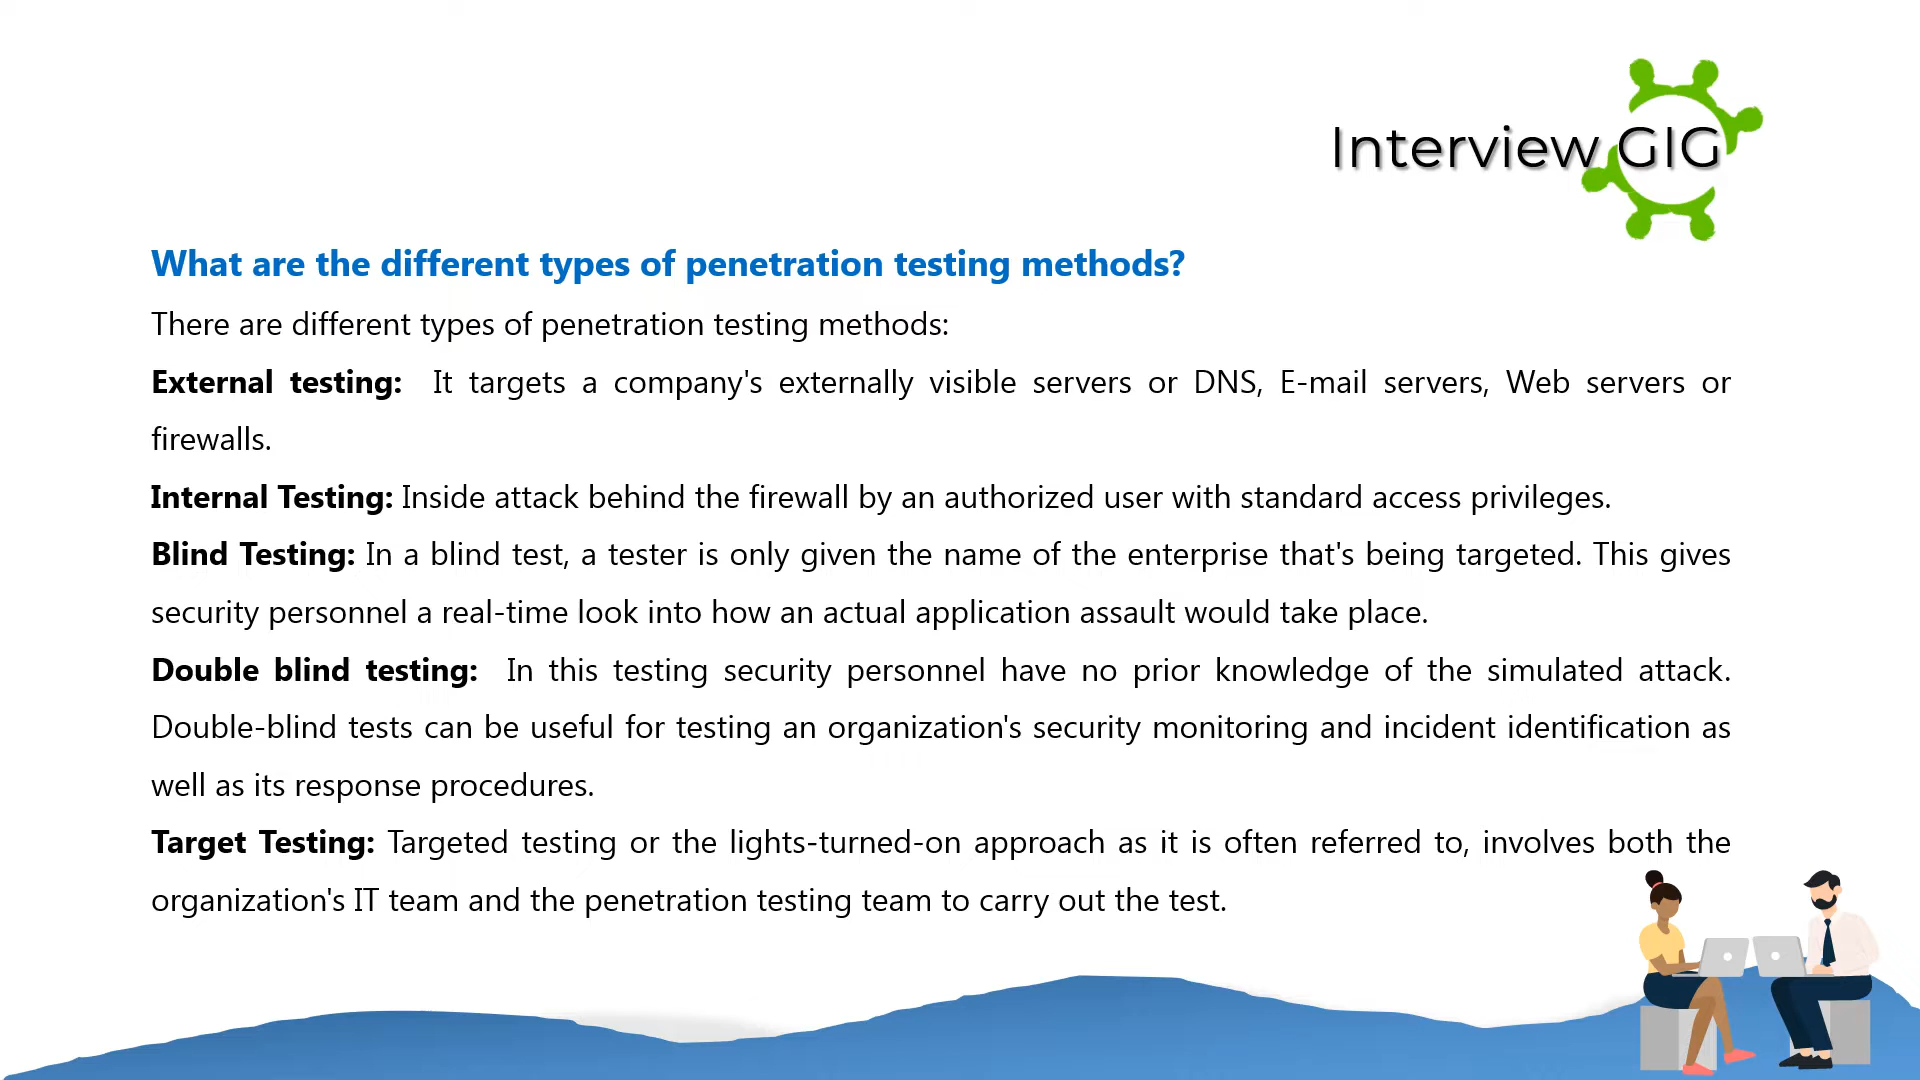 Interview GIG
What are the different types of penetration testing methods?
There are different types of penetration testing methods:
External testing: It targets a company's externally visible servers or DNS, E-mail servers, Web servers or
firewalls.
Internal Testing: Inside attack behind the firewall by an authorized user with standard access privileges.
Blind Testing: In a blind test, a tester is only given the name of the enterprise that's being targeted. This gives
security personnel a real-time look into how an actual application assault would take place.
Double blind testing: In this testing security personnel have no prior knowledge of the simulated attack.
Double-blind tests can be useful for testing an organization's security monitoring and incident identification as
well as its response procedures.
Target Testing: Targeted testing or the lights-turned-on approach as it is often referred to, involves both the
organization's IT team and the penetration testing team to carry out the test.